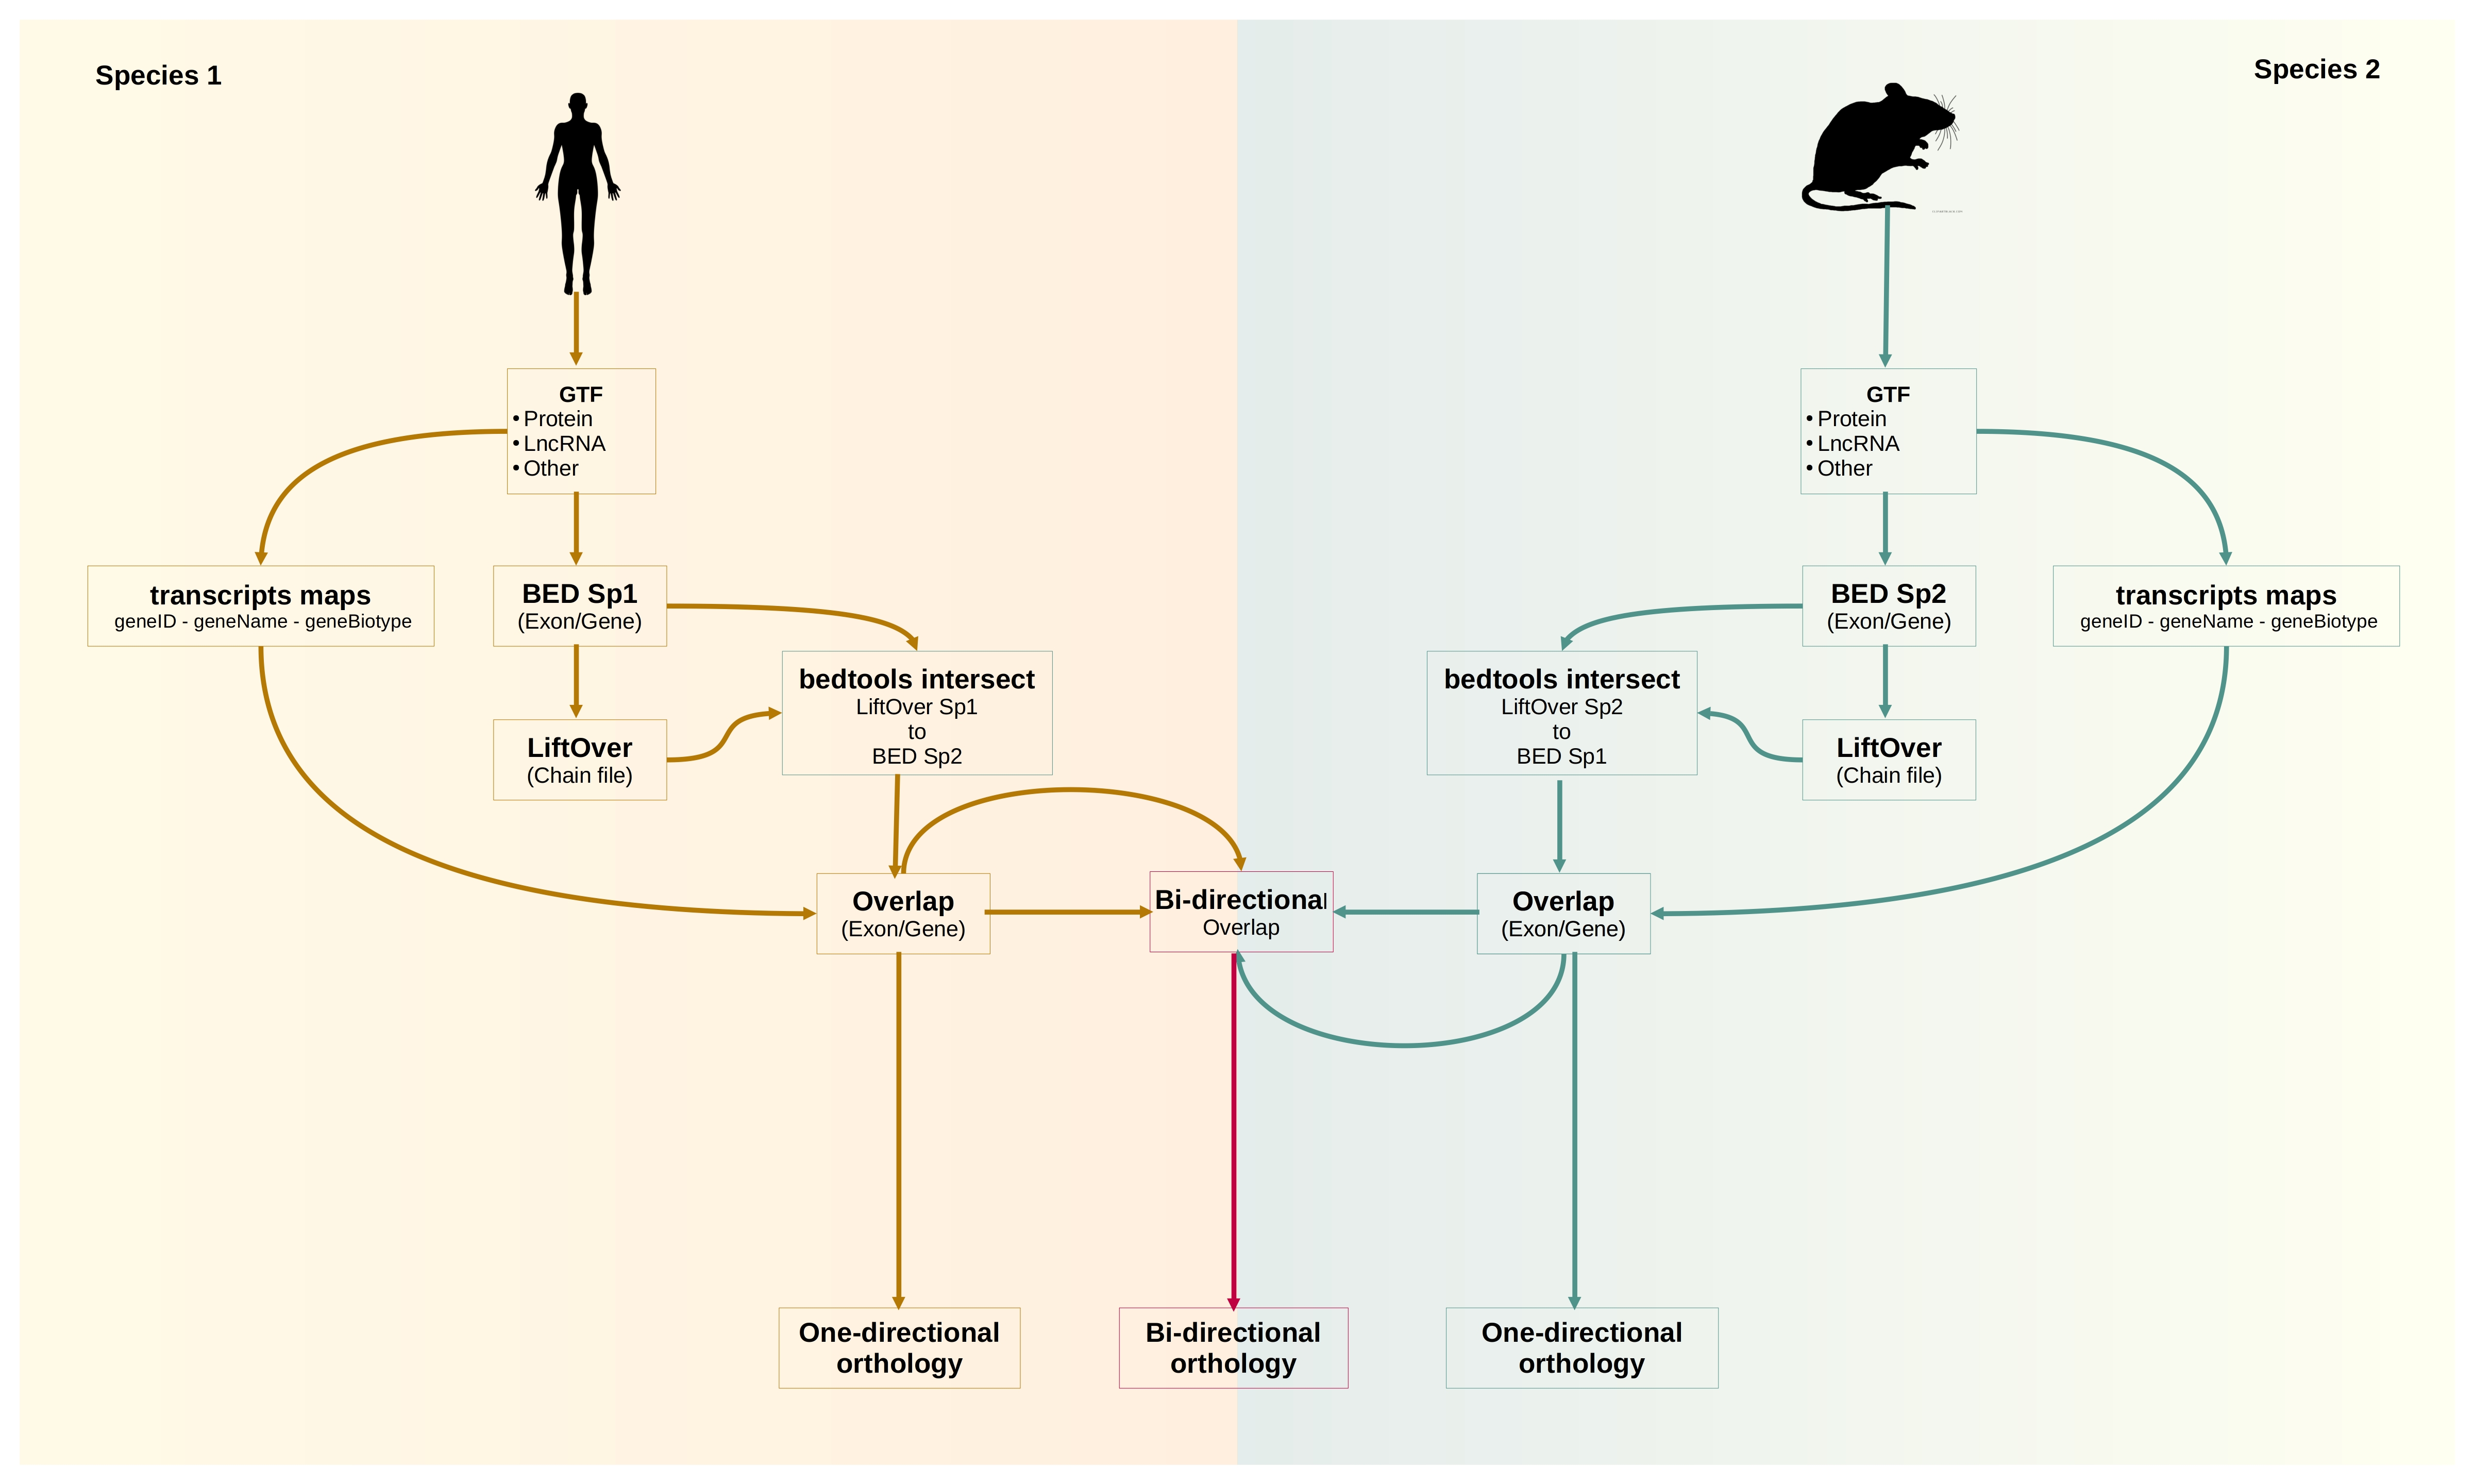 Species 1
Species 2
GTF
• Protein
• LncRNA
• Other
GTF
• Protein
• LncRNA
• Other
transcripts maps
geneID - geneName - geneBiotype
BED Sp1
(Exon/Gene)
BED Sp2
(Exon/Gene)
transcripts maps
geneID - geneName - geneBiotype
bedtools intersect
LiftOver Sp1
to
BED Sp2
bedtools intersect
LiftOver Sp2
to
BED Sp1
LiftOver
(Chain file)
LiftOver
(Chain file)
Overlap
(Exon/Gene)
Bi-directional
Overlap
Overlap
(Exon/Gene)
One-directional
orthology
Bi-directional
orthology
One-directional
orthology